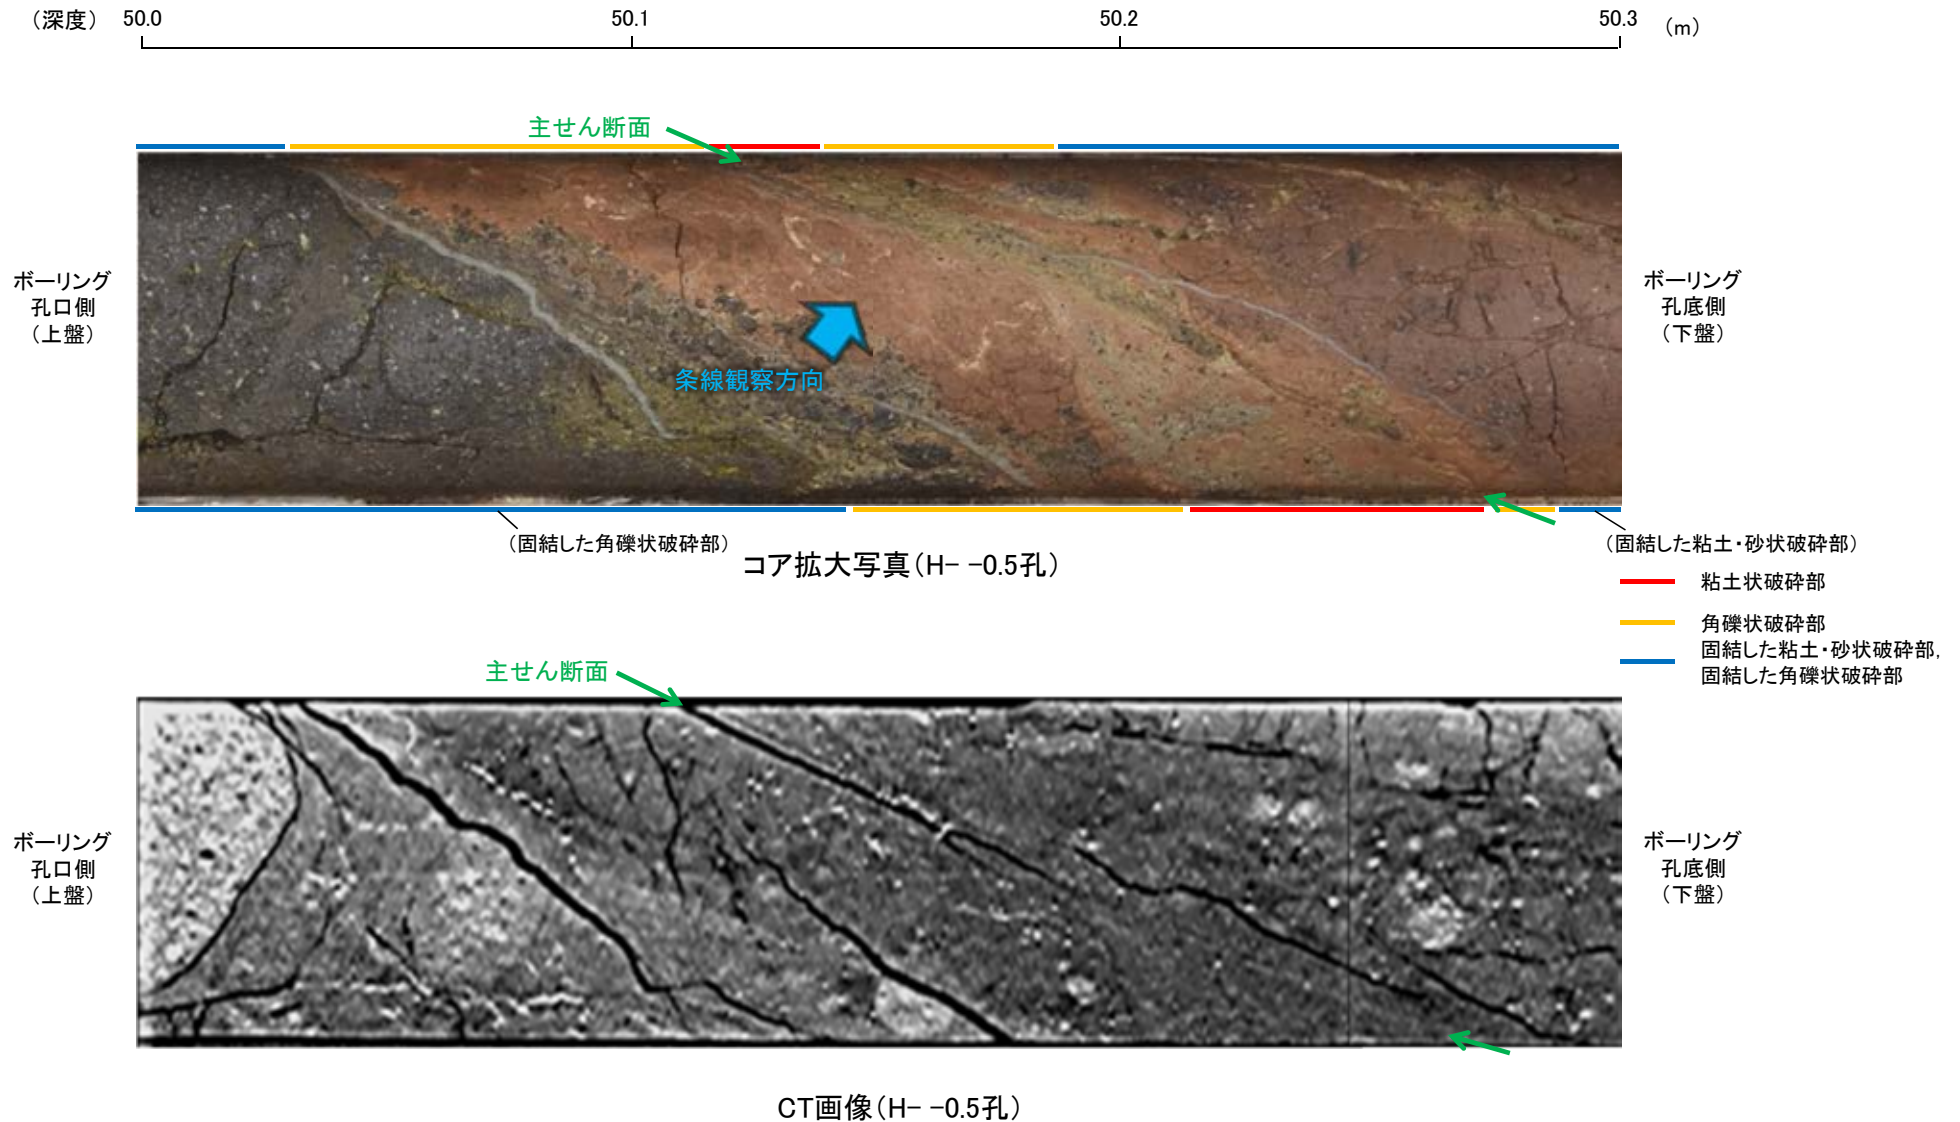 （深度） 50.0 50.1 50.2 50.3 （m）
主せん断面
ボーリング
孔口側
（上盤）
ボーリング
孔底側
（下盤）
条線観察方向
（固結した角礫状破砕部）
（固結した粘土・砂状破砕部）
コア拡大写真（H- -0.5孔）
粘土状破砕部
角礫状破砕部
固結した粘土・砂状破砕部，
固結した角礫状破砕部
主せん断面
ボーリング
孔口側
（上盤）
ボーリング
孔底側
（下盤）
CT画像（H- -0.5孔）